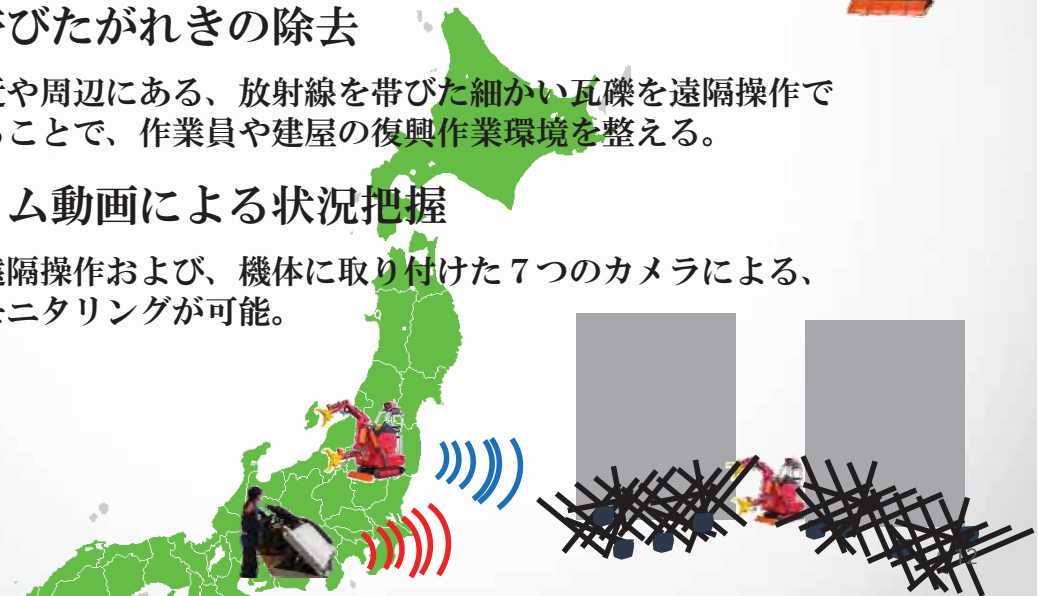 びたがれきの除去
や周辺にある、放射線を帯びた細かい瓦礫を遠隔操作で
ことで、作業員や建屋の復興作業環境を整える。
ム動画による状況把握
隔操作および、機体に取り付けた７つのカメラによる、
ニタリングが可能。